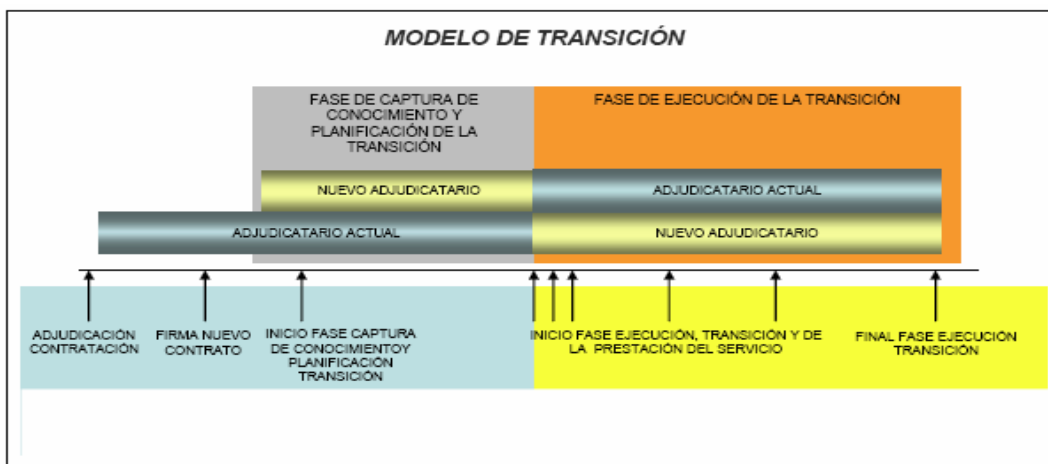 MODELO DE TRANSICIÓN
FASE DE CAPTURA DE
CONOCIMIENTO Y
PLANIFICACIÓN DE LA
TRANSICIÓN
FASE DE EJECUCIÓN DE LA TRANSICIÓN
NUEVO ADJUDICATARIO
ADJUDICATARIO ACTUAL
ADJUDICATARIO ACTUAL
NUEVO ADJUDICATARIO
ADJUDICACIÓN
CONTRATACIÓN
FIRMA NUEVO
CONTRATO
INICIO FASE CAPTURA
DE CONOCIMIENTOY
PLANIFICACIÓN
TRANSICIÓN
INICIO FASE EJECUCIÓN, TRANSICIÓN Y DE
LA PRESTACIÓN DEL SERVICIO
FINAL FASE EJECUCIÓN
TRANSICIÓN